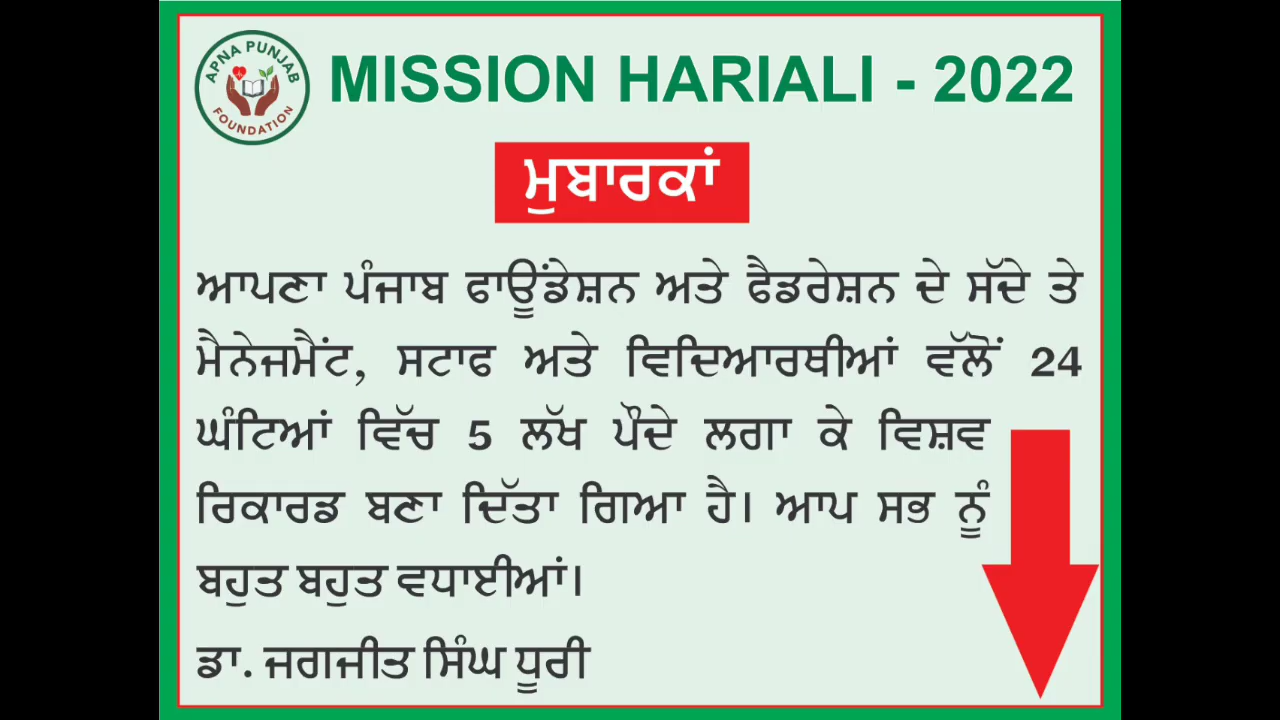 APNA PUNJAB
FOUNDATION
MISSION HARIALI - 2022
ਮੁਬਾਰਕਾਂ
ਆਪਣਾ ਪੰਜਾਬ ਫਾਊਂਡੇਸ਼ਨ ਅਤੇ ਫੈਡਰੇਸ਼ਨ ਦੇ ਸੱਦੇ ਤੇ
ਮੈਨੇਜਮੈਂਟ, ਸਟਾਫ ਅਤੇ ਵਿਦਿਆਰਥੀਆਂ ਵੱਲੋਂ 24
ਘੰਟਿਆਂ ਵਿੱਚ 5 ਲੱਖ ਪੌਦੇ ਲਗਾ ਕੇ ਵਿਸ਼ਵ
ਰਿਕਾਰਡ ਬਣਾ ਦਿੱਤਾ ਗਿਆ ਹੈ। ਆਪ ਸਭ ਨੂੰ
ਬਹੁਤ ਬਹੁਤ ਵਧਾਈਆਂ।
ਡਾ. ਜਗਜੀਤ ਸਿੰਘ ਧੂਰੀ